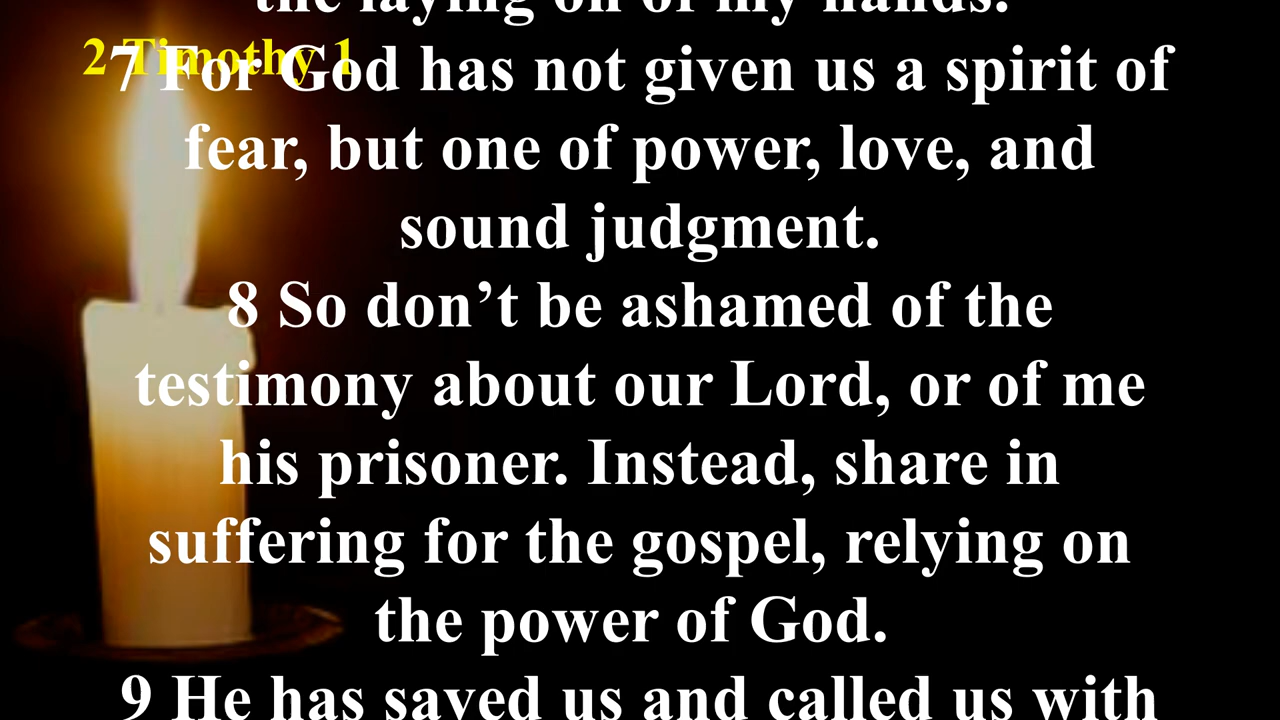 the laying on of my hands.
2 Timothy 1
7 For God has not given us a spirit of
fear, but one of power, love, and
sound judgment.
8 So don’t be ashamed of the
testimony about our Lord, or of me
his prisoner. Instead, share in
suffering for the gospel, relying on
the power of God.
9 He has saved us and called us with